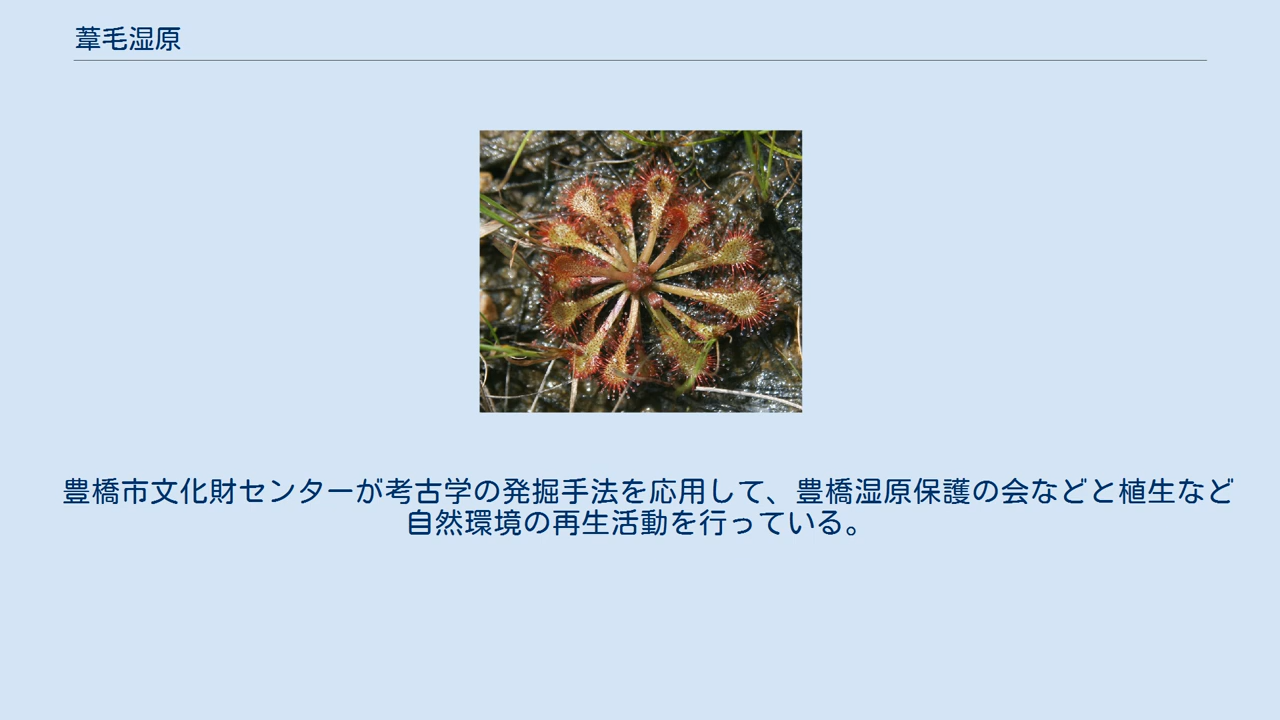 葦毛湿原
豊橋市文化財センターが考古学の発掘手法を応用して、豊橋湿原保護の会などと植生など
自然環境の再生活動を行っている。